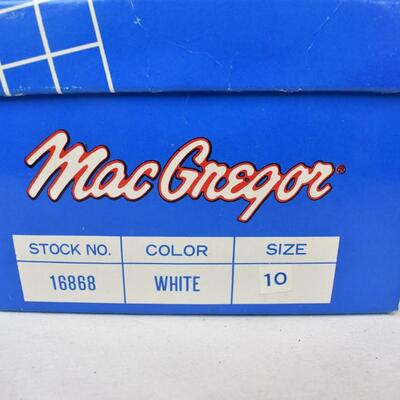 MacGregor®
STOCK NO. COLOR SIZE
16868 WHITE 10